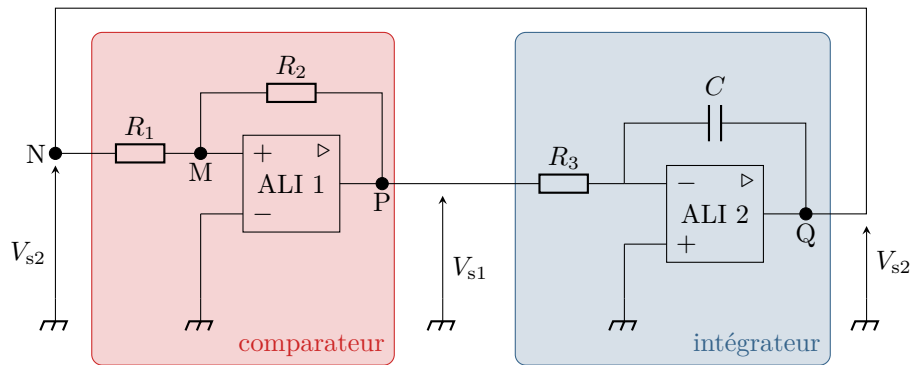 R₂
C
R₁
R₃
N
M
+
ALI 1
−
P
−
ALI 2
+
Q
Vs2
Vs1
Vs2
comparateur
intégrateur